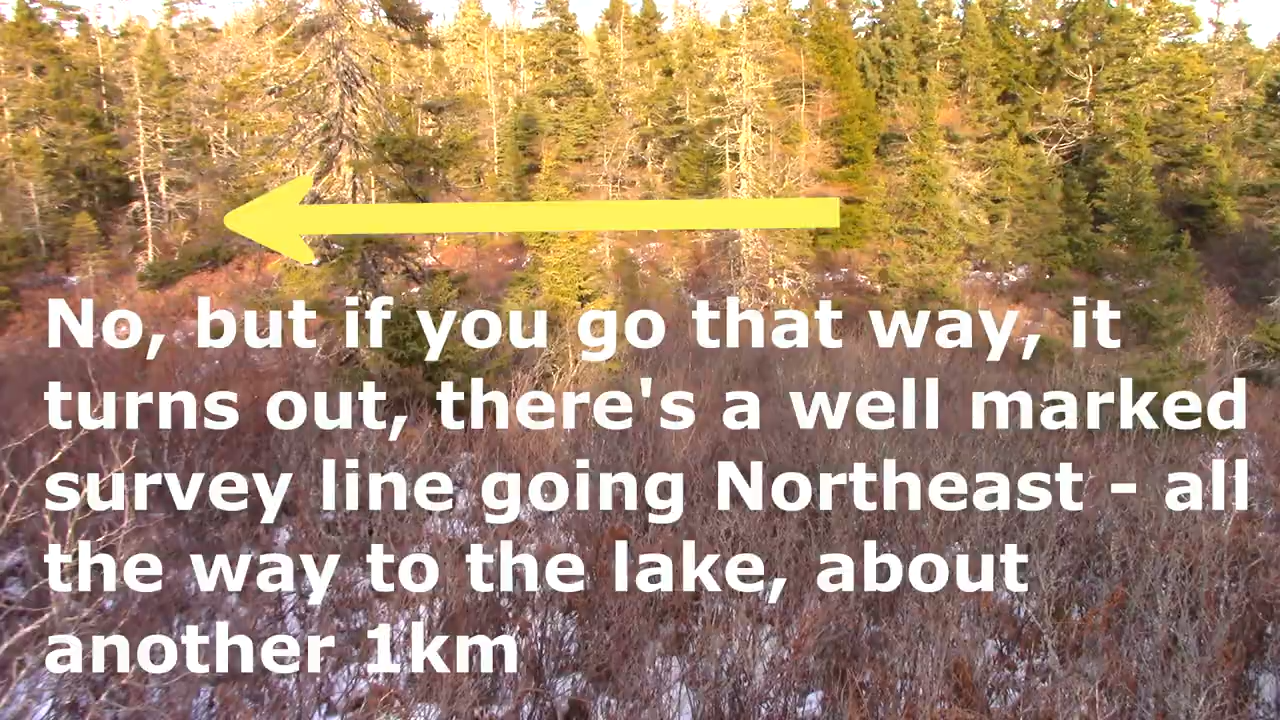 No, but if you go that way, it
turns out, there's a well marked
survey line going Northeast - all
the way to the lake, about
another 1km